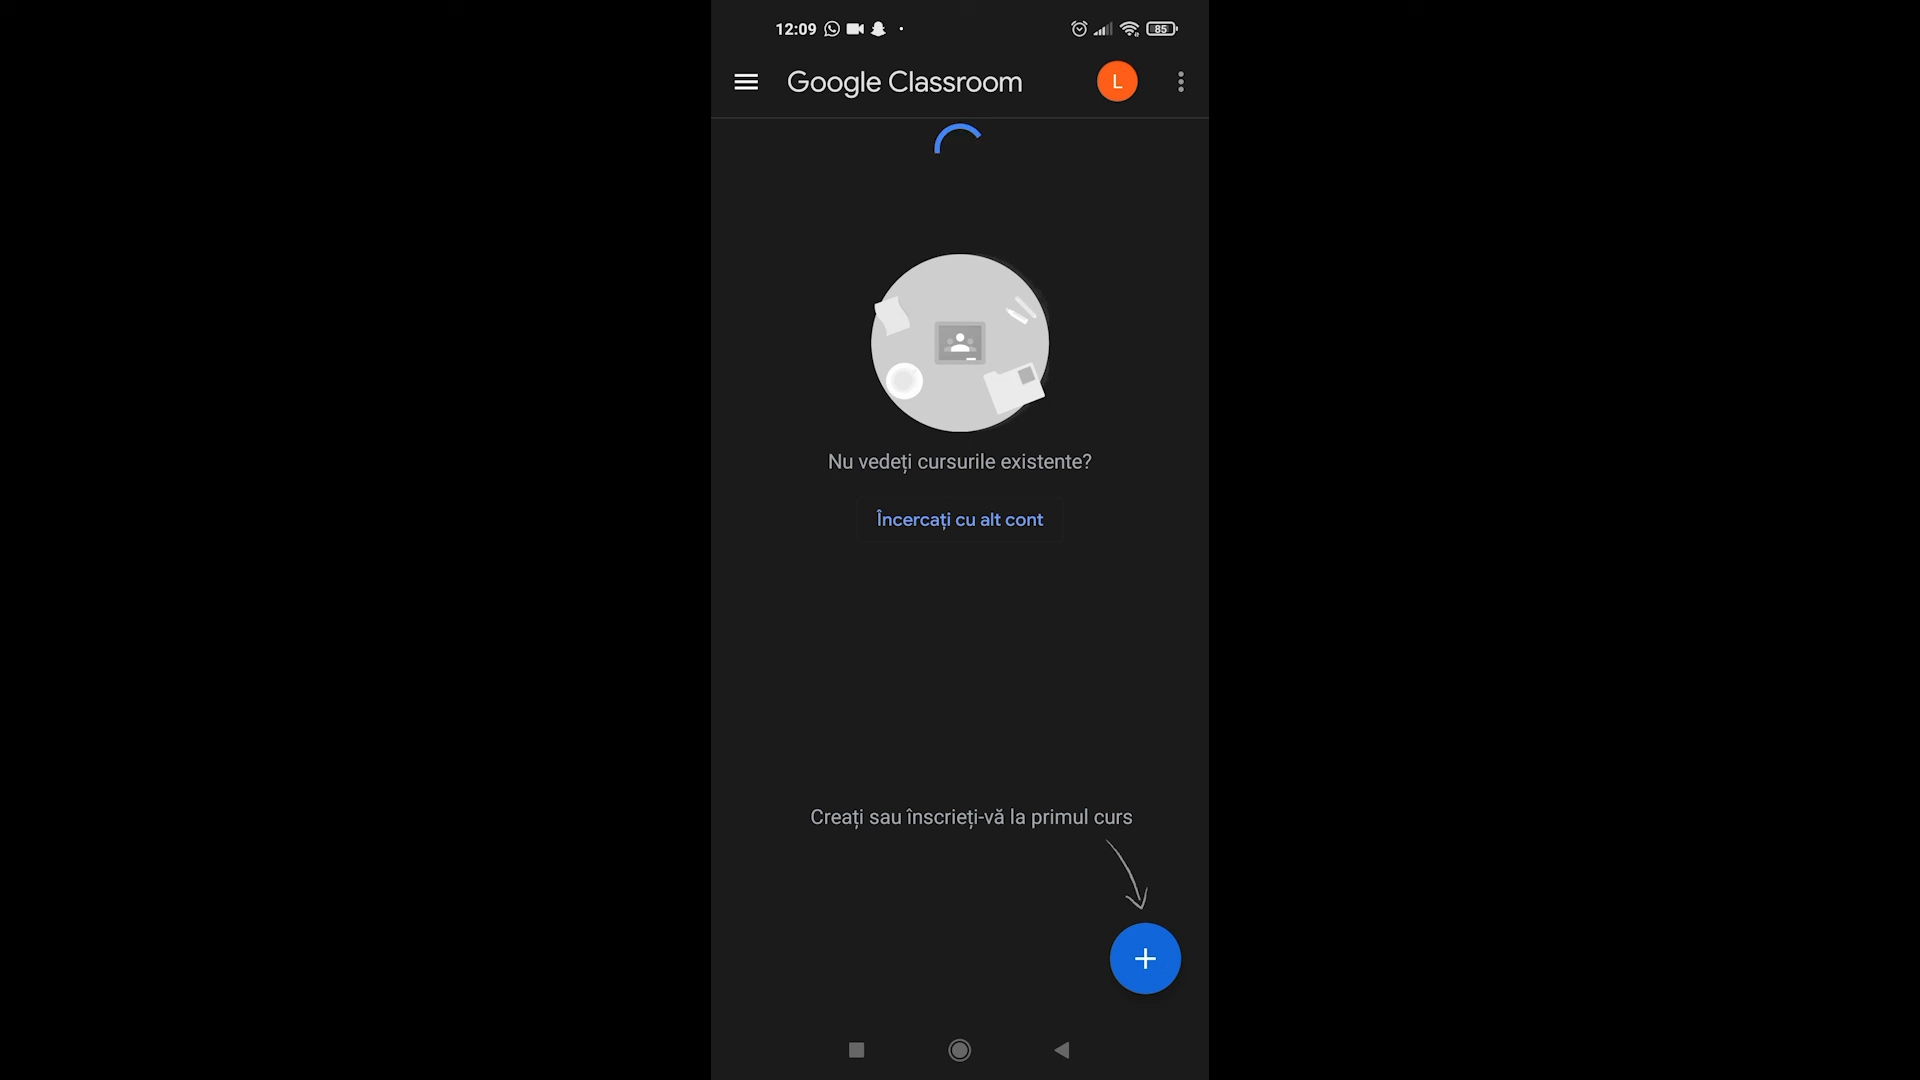 12:09
85
Google Classroom
L
Nu vedeți cursurile existente?
Încercați cu alt cont
Creați sau înscrieți-vă la primul curs